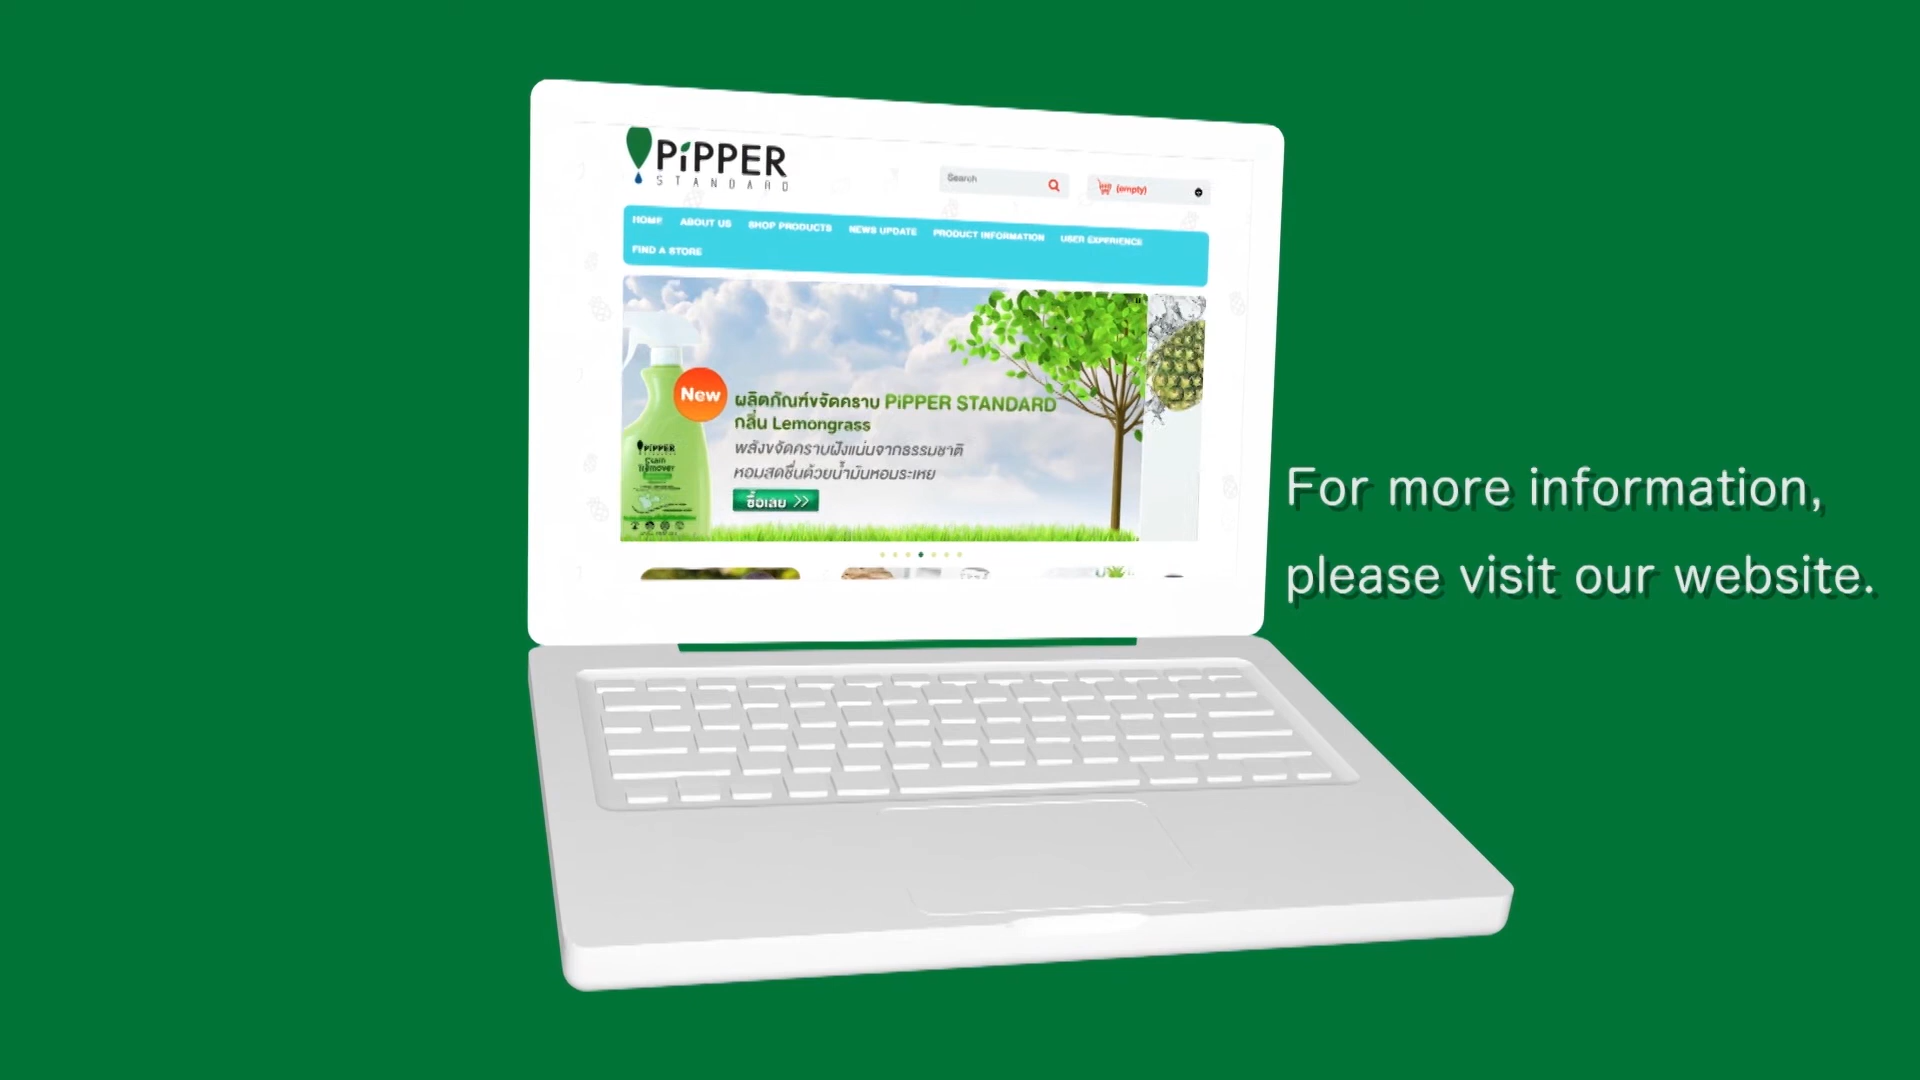 PiPPER
STANDARD
Search
(empty)
HOME ABOUT US SHOP PRODUCTS NEWS UPDATE PRODUCT INFORMATION USER EXPERIENCE
FIND A STORE
New
ผลิตภัณฑ์ขจัดคราบ PiPPER STANDARD
กลิ่น Lemongrass
พลังขจัดคราบฝังแน่นจากธรรมชาติ
หอมสดชื่นด้วยน้ำมันหอมระเหย
ซื้อเลย >>
PiPPER
Stain
Remover
For more information,
please visit our website.